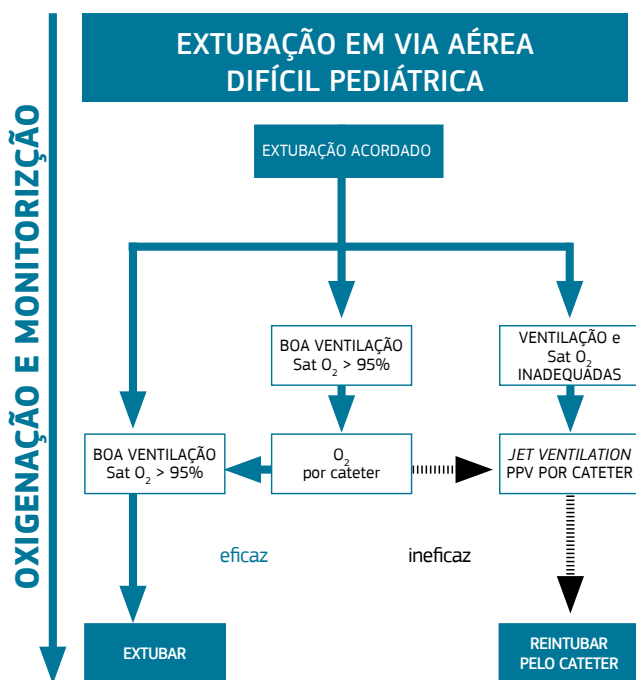 EXTUBAÇÃO EM VIA AÉREA
DIFÍCIL PEDIÁTRICA
OXIGENAÇÃO E MONITORIZÇÃO
EXTUBAÇÃO ACORDADO
BOA VENTILAÇÃO
Sat O₂ > 95%
VENTILAÇÃO e
Sat O₂
INADEQUADAS
BOA VENTILAÇÃO
Sat O₂ > 95%
O₂
por cateter
JET VENTILATION
PPV POR CATETER
eficaz
ineficaz
EXTUBAR
REINTUBAR
PELO CATETER